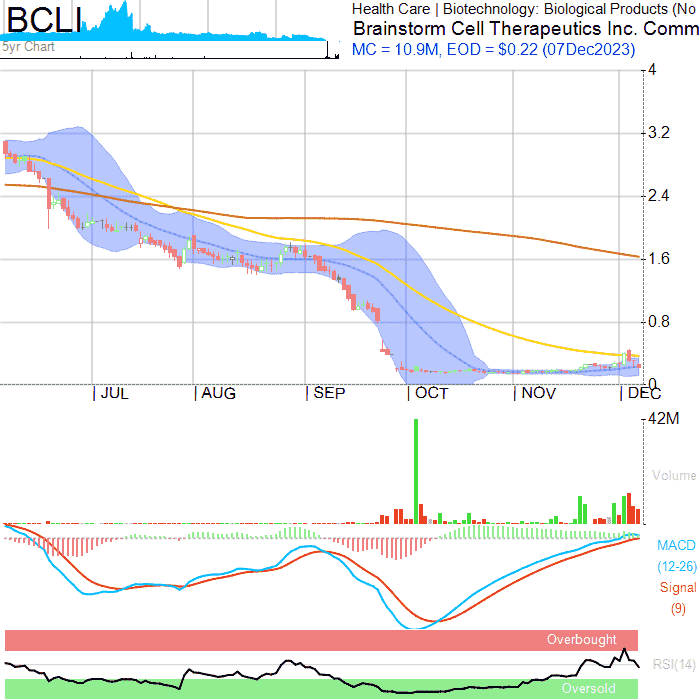 BCLI
5yr Chart
Health Care | Biotechnology: Biological Products (No
Brainstorm Cell Therapeutics Inc. Comm
MC = 10.9M, EOD = $0.22 (07Dec2023)
4
3.2
2.4
1.6
0.8
0
JUL
AUG
SEP
OCT
NOV
DEC
42M
Volume
MACD
(12-26)
Signal
(9)
Overbought
RSI(14)
Oversold